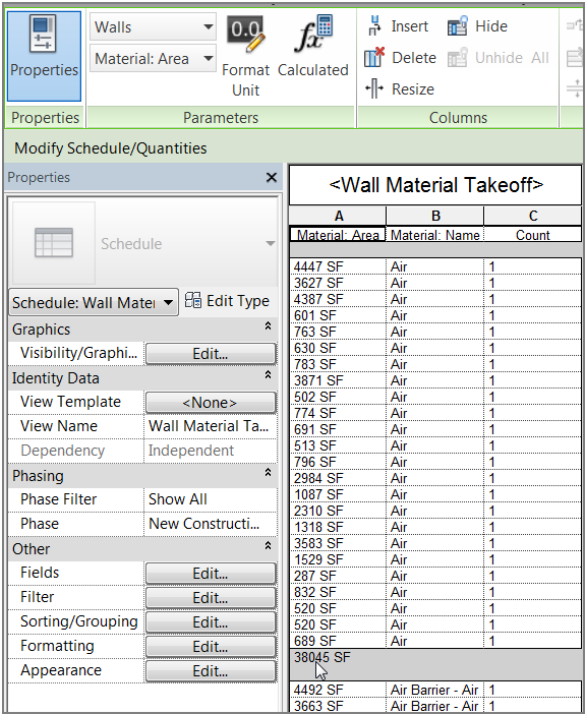 Walls
Material: Area
Properties
Format Unit
Calculated
Insert
Delete
Resize
Hide
Unhide All
Properties
Parameters
Columns
Modify Schedule/Quantities
Properties
Schedule
Schedule: Wall Mater
Edit Type
Graphics
Visibility/Graphi... Edit...
Identity Data
View Template <None>
View Name Wall Material Ta...
Dependency Independent
Phasing
Phase Filter Show All
Phase New Constructi...
Other
Fields Edit...
Filter Edit...
Sorting/Grouping Edit...
Formatting Edit...
Appearance Edit...
<Wall Material Takeoff>
A B C
Material: Area Material: Name Count
4447 SF Air 1
3627 SF Air 1
4387 SF Air 1
601 SF Air 1
763 SF Air 1
630 SF Air 1
783 SF Air 1
3871 SF Air 1
502 SF Air 1
774 SF Air 1
691 SF Air 1
513 SF Air 1
796 SF Air 1
2984 SF Air 1
1087 SF Air 1
2310 SF Air 1
1318 SF Air 1
3583 SF Air 1
1529 SF Air 1
287 SF Air 1
832 SF Air 1
520 SF Air 1
520 SF Air 1
689 SF Air 1
38045 SF
4492 SF Air Barrier - Air 1
3663 SF Air Barrier - Air 1